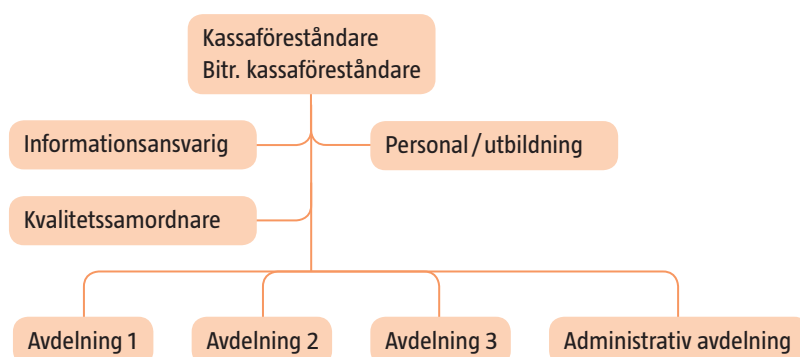 Kassaföreståndare
Bitr. kassaföreståndare
Informationsansvarig
Personal / utbildning
Kvalitetssamordnare
Avdelning 1
Avdelning 2
Avdelning 3
Administrativ avdelning